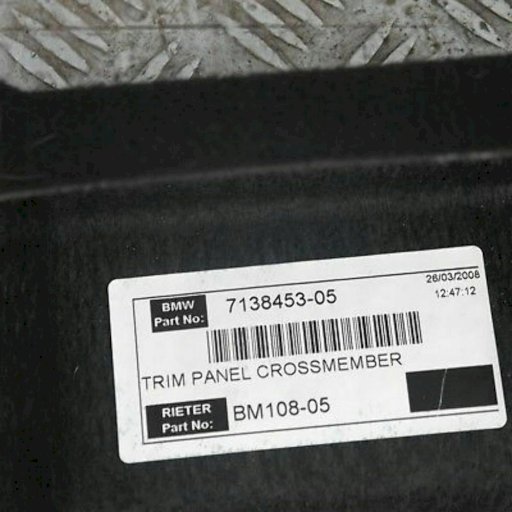 26/03/2008
12:47:12
BMW
Part No:
7138453-05
TRIM PANEL CROSSMEMBER
RIETER
Part No:
BM108-05